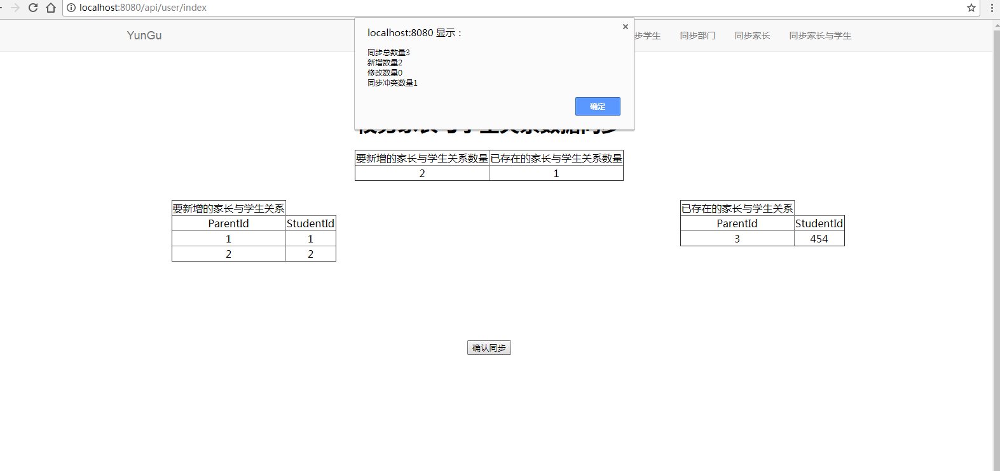 localhost:8080/api/user/index
YunGu
步学生
同步部门
同步家长
同步家长与学生
localhost:8080 显示：
同步总数量3
新增数量2
修改数量0
同步冲突数量1
确定
要新增的家长与学生关系数量 已存在的家长与学生关系数量
2 1
要新增的家长与学生关系
ParentId StudentId
1 1
2 2
已存在的家长与学生关系
ParentId StudentId
3 454
确认同步